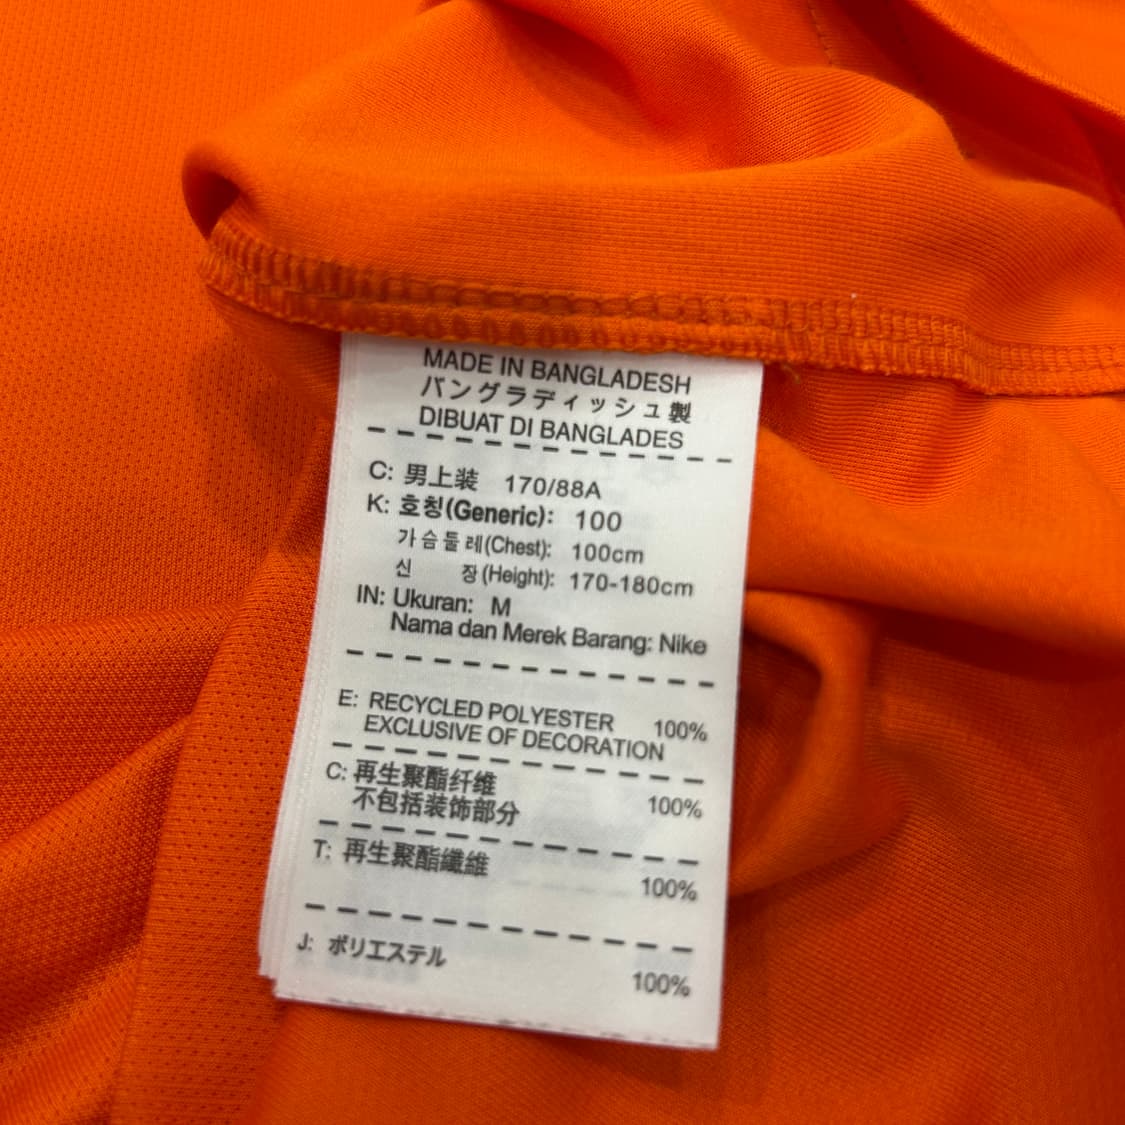 MADE IN BANGLADESH
バングラディッシュ製
DIBUAT DI BANGLADES
C: 男上装 170/88A
K: 호칭(Generic): 100
가슴둘레(Chest): 100cm
신 장(Height): 170-180cm
IN: Ukuran: M
Nama dan Merek Barang: Nike
E: RECYCLED POLYESTER 100%
EXCLUSIVE OF DECORATION
C: 再生聚酯纤维 100%
不包括装饰部分
T: 再生聚酯纖維 100%
J: ポリエステル 100%